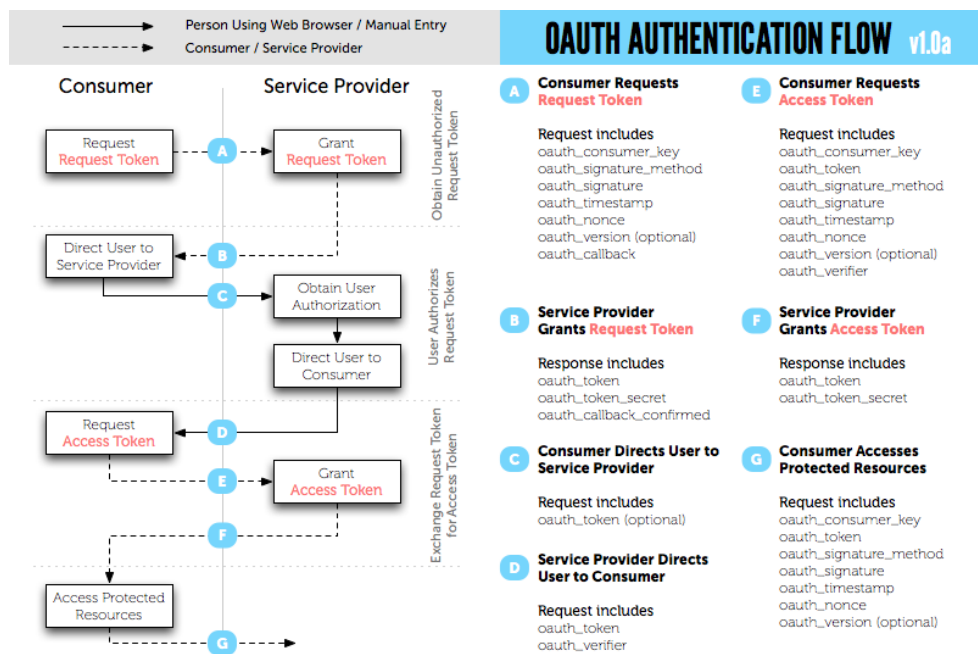 Person Using Web Browser / Manual Entry
Consumer / Service Provider
Consumer
Service Provider
Request
Request Token
A
Grant
Request Token
Obtain Unauthorized
Request Token
Direct User to
Service Provider
B
C
Obtain User
Authorization
Direct User to
Consumer
User Authorizes
Request Token
Request
Access Token
D
E
Grant
Access Token
F
Exchange Request Token
for Access Token
Access Protected
Resources
G
OAUTH AUTHENTICATION FLOW v1.0a
A
Consumer Requests
Request Token
Request includes
oauth_consumer_key
oauth_signature_method
oauth_signature
oauth_timestamp
oauth_nonce
oauth_version (optional)
oauth_callback
B
Service Provider
Grants Request Token
Response includes
oauth_token
oauth_token_secret
oauth_callback_confirmed
C
Consumer Directs User to
Service Provider
Request includes
oauth_token (optional)
D
Service Provider Directs
User to Consumer
Request includes
oauth_token
oauth_verifier
E
Consumer Requests
Access Token
Request includes
oauth_consumer_key
oauth_token
oauth_signature_method
oauth_signature
oauth_timestamp
oauth_nonce
oauth_version (optional)
oauth_verifier
F
Service Provider
Grants Access Token
Response includes
oauth_token
oauth_token_secret
G
Consumer Accesses
Protected Resources
Request includes
oauth_consumer_key
oauth_token
oauth_signature_method
oauth_signature
oauth_timestamp
oauth_nonce
oauth_version (optional)